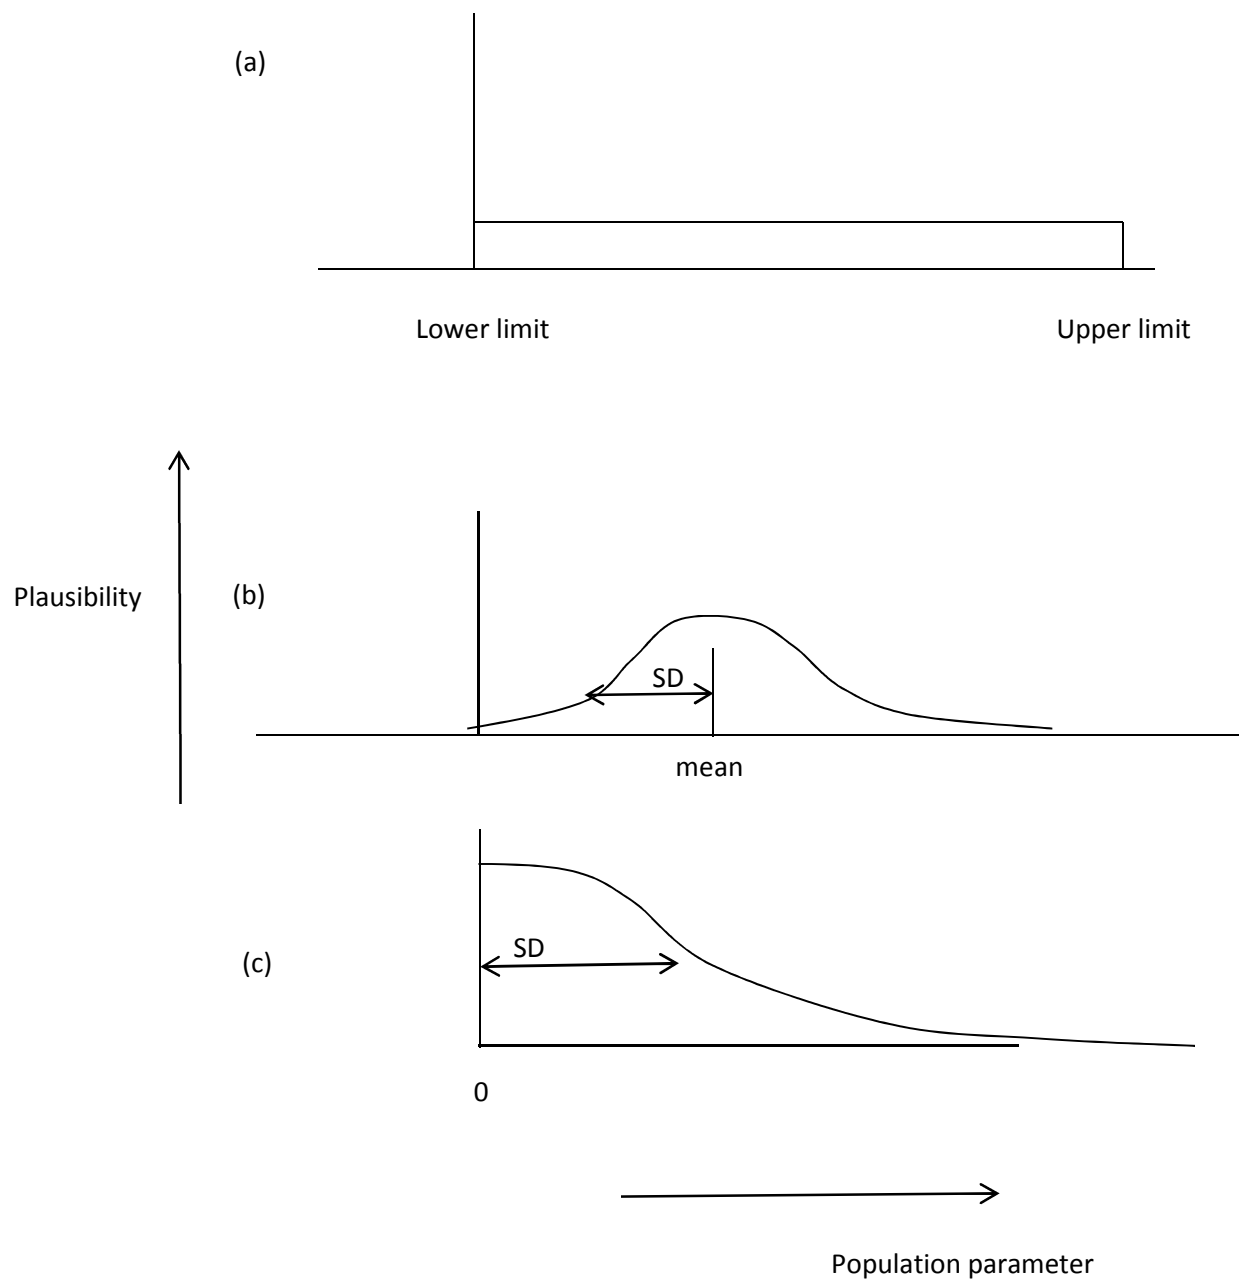 (a)
Lower limit
Upper limit
Plausibility
(b)
SD
mean
(c)
SD
0
Population parameter